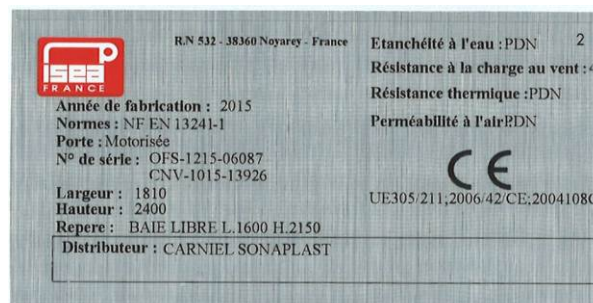 R.N 532 - 38360 Noyarey - France
isea
FRANCE
Année de fabrication : 2015
Normes : NF EN 13241-1
Porte : Motorisée
N° de série : OFS-1215-06087
CNV-1015-13926
Largeur : 1810
Hauteur : 2400
Repere : BAIE LIBRE L.1600 H.2150
Etanchéité à l'eau :PDN 2
Résistance à la charge au vent :4
Résistance thermique :PDN
Perméabilité à l'air:PDN
CE
UE305/211;2006/42/CE;2004108C
Distributeur : CARNIEL SONAPLAST